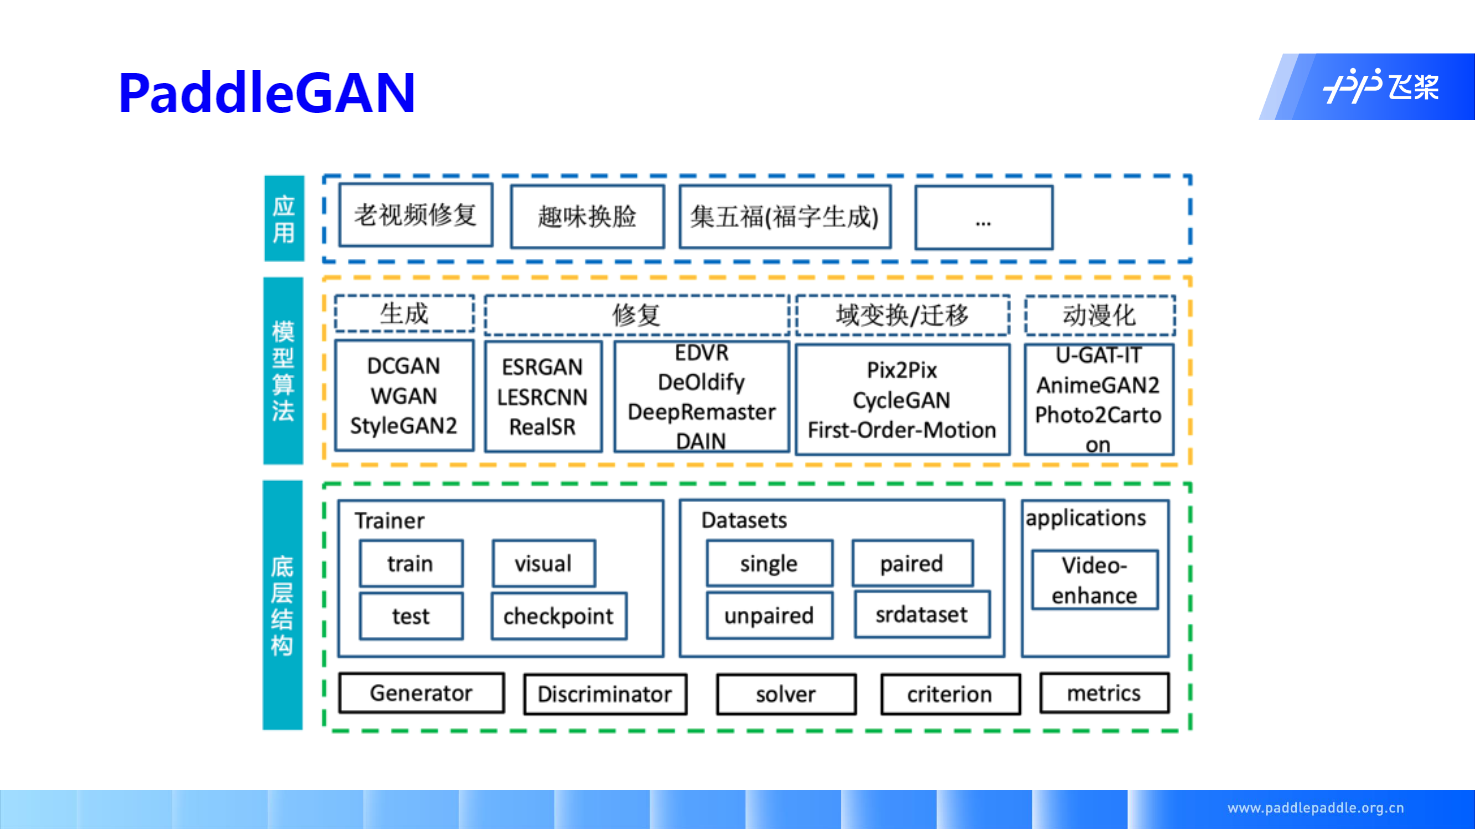 PaddleGAN
飞桨
应用
老视频修复
趣味换脸
集五福(福字生成)
...
模型算法
生成
修复
域变换/迁移
动漫化
DCGAN
WGAN
StyleGAN2
ESRGAN
LESRCNN
RealSR
EDVR
DeOldify
DeepRemaster
DAIN
Pix2Pix
CycleGAN
First-Order-Motion
U-GAT-IT
AnimeGAN2
Photo2Carto
on
底层结构
Trainer
train
visual
test
checkpoint
Datasets
single
paired
unpaired
srdataset
applications
Video-
enhance
Generator
Discriminator
solver
criterion
metrics
www.paddlepaddle.org.cn